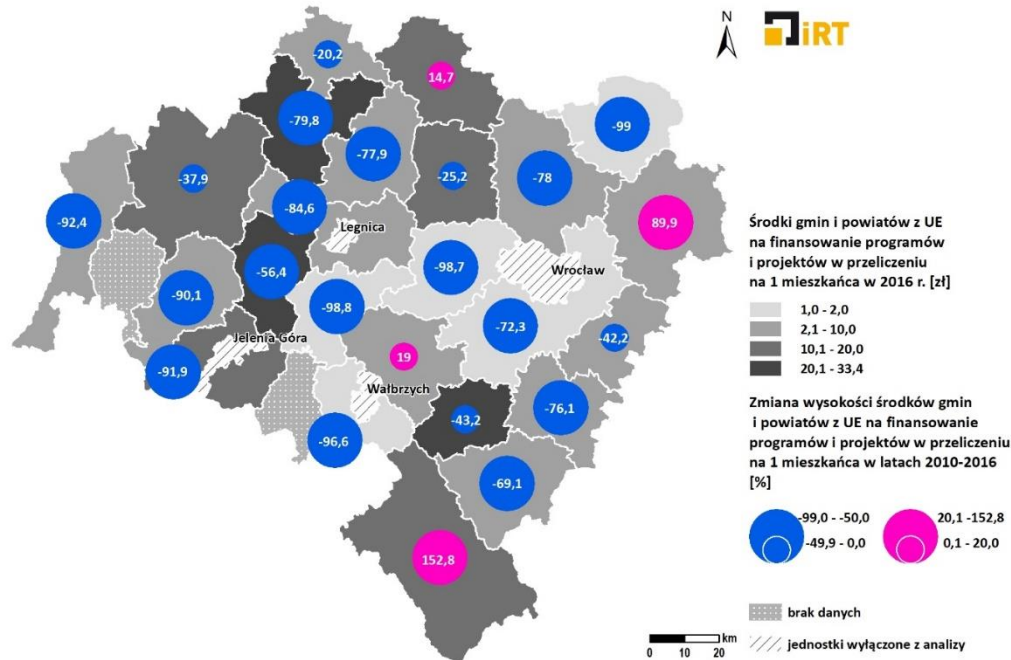 N
iRT
-20,2
14,7
-79,8
-99
-77,9
-37,9
-25,2
-78
-92,4
-84,6
89,9
Legnica
-56,4
-98,7
Wrocław
-90,1
-98,8
-72,3
Jelenia Góra
-42,2
-91,9
19
Wałbrzych
-76,1
-43,2
-96,6
-69,1
152,8
Środki gmin i powiatów z UE
na finansowanie programów
i projektów w przeliczeniu
na 1 mieszkańca w 2016 r. [zł]
1,0 - 2,0
2,1 - 10,0
10,1 - 20,0
20,1 - 33,4
Zmiana wysokości środków gmin
i powiatów z UE na finansowanie
programów i projektów w przeliczeniu
na 1 mieszkańca w latach 2010-2016
[%]
-99,0 - -50,0
-49,9 - 0,0
20,1 -152,8
0,1 - 20,0
brak danych
jednostki wyłączone z analizy
km
0 10 20